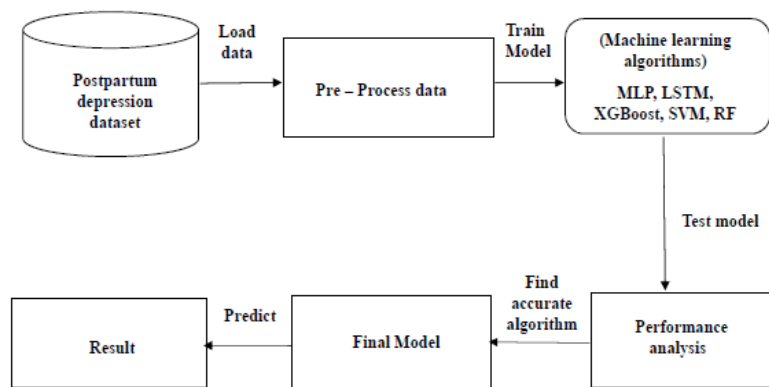 Postpartum
depression
dataset
Load
data
Pre – Process data
Train
Model
(Machine learning
algorithms)
MLP, LSTM,
XGBoost, SVM, RF
Test model
Performance
analysis
Find
accurate
algorithm
Final Model
Predict
Result